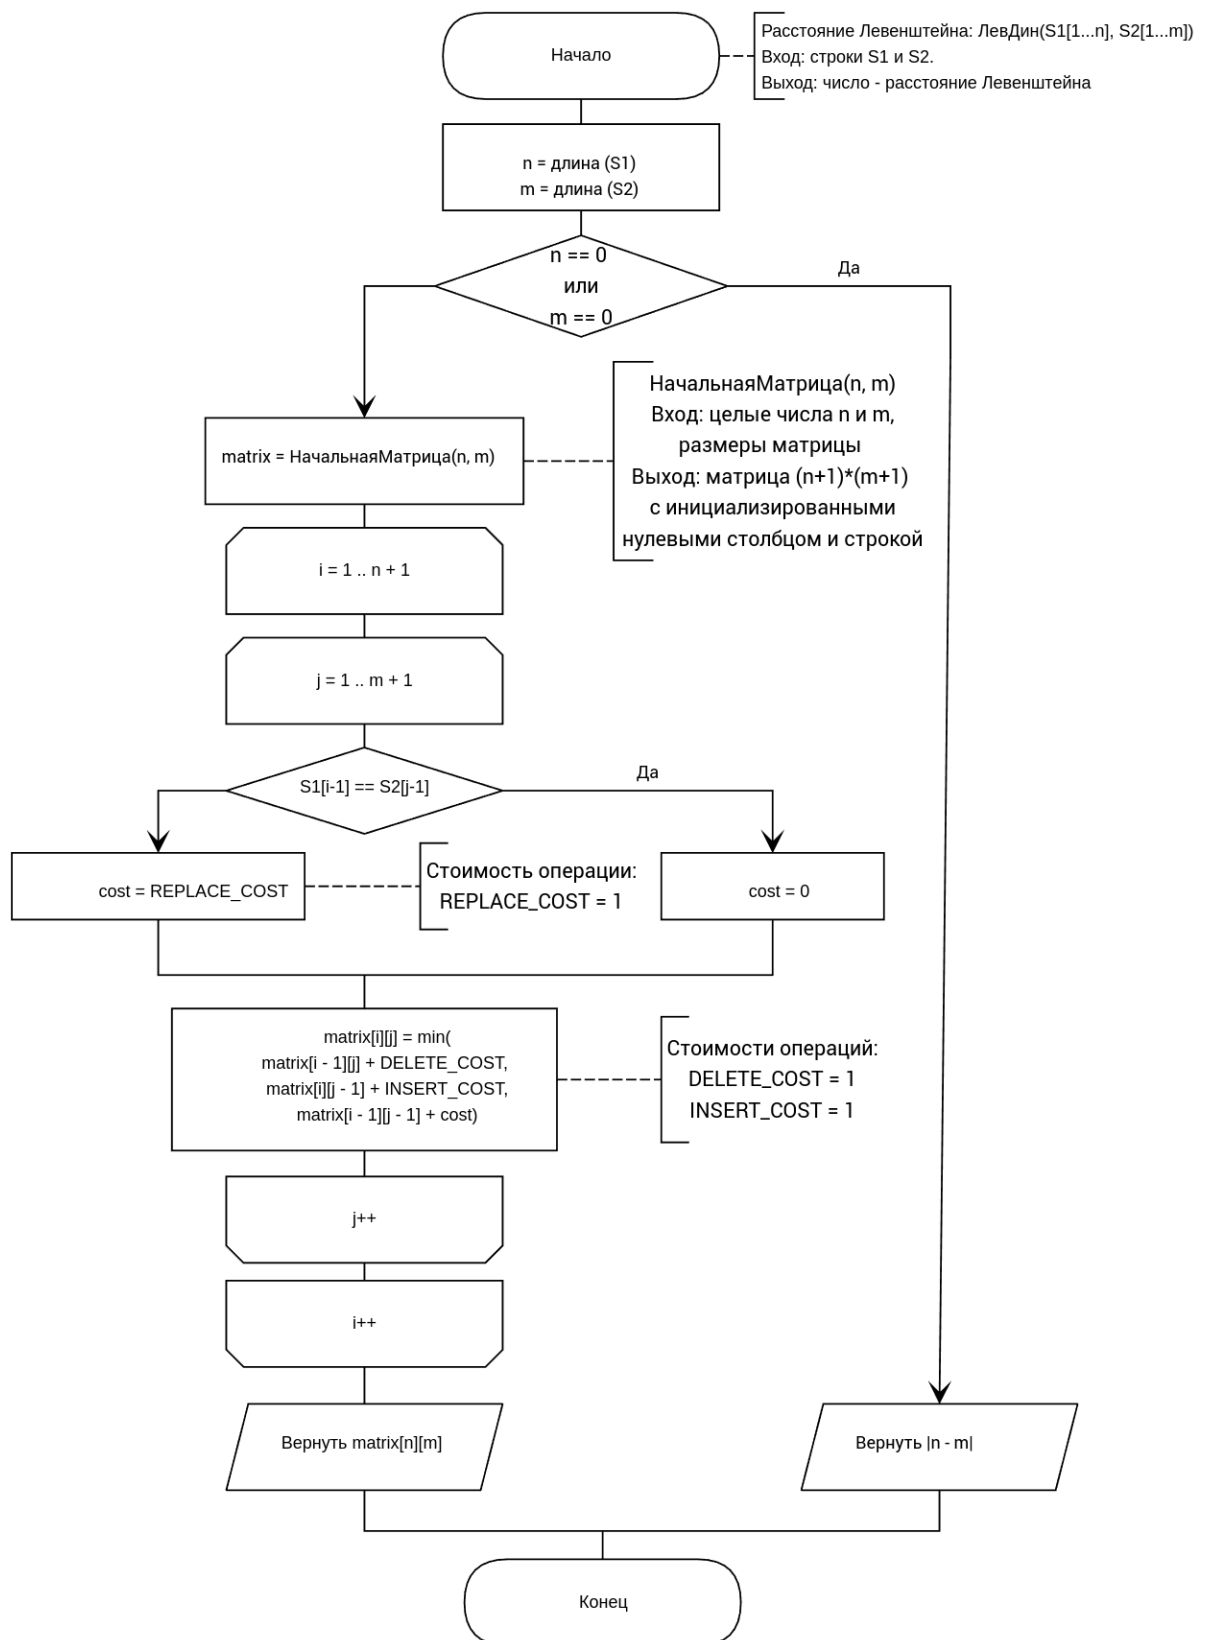 Начало
Расстояние Левенштейна: ЛевДин(S1[1...n], S2[1...m])
Вход: строки S1 и S2.
Выход: число - расстояние Левенштейна
n = длина (S1)
m = длина (S2)
n == 0
или
m == 0
Да
НачальнаяМатрица(n, m)
Вход: целые числа n и m,
размеры матрицы
Выход: матрица (n+1)*(m+1)
с инициализированными
нулевыми столбцом и строкой
matrix = НачальнаяМатрица(n, m)
i = 1 .. n + 1
j = 1 .. m + 1
S1[i-1] == S2[j-1]
Да
cost = REPLACE_COST
Стоимость операции:
REPLACE_COST = 1
cost = 0
matrix[i][j] = min(
matrix[i - 1][j] + DELETE_COST,
matrix[i][j - 1] + INSERT_COST,
matrix[i - 1][j - 1] + cost)
Стоимости операций:
DELETE_COST = 1
INSERT_COST = 1
j++
i++
Вернуть matrix[n][m]
Вернуть |n - m|
Конец